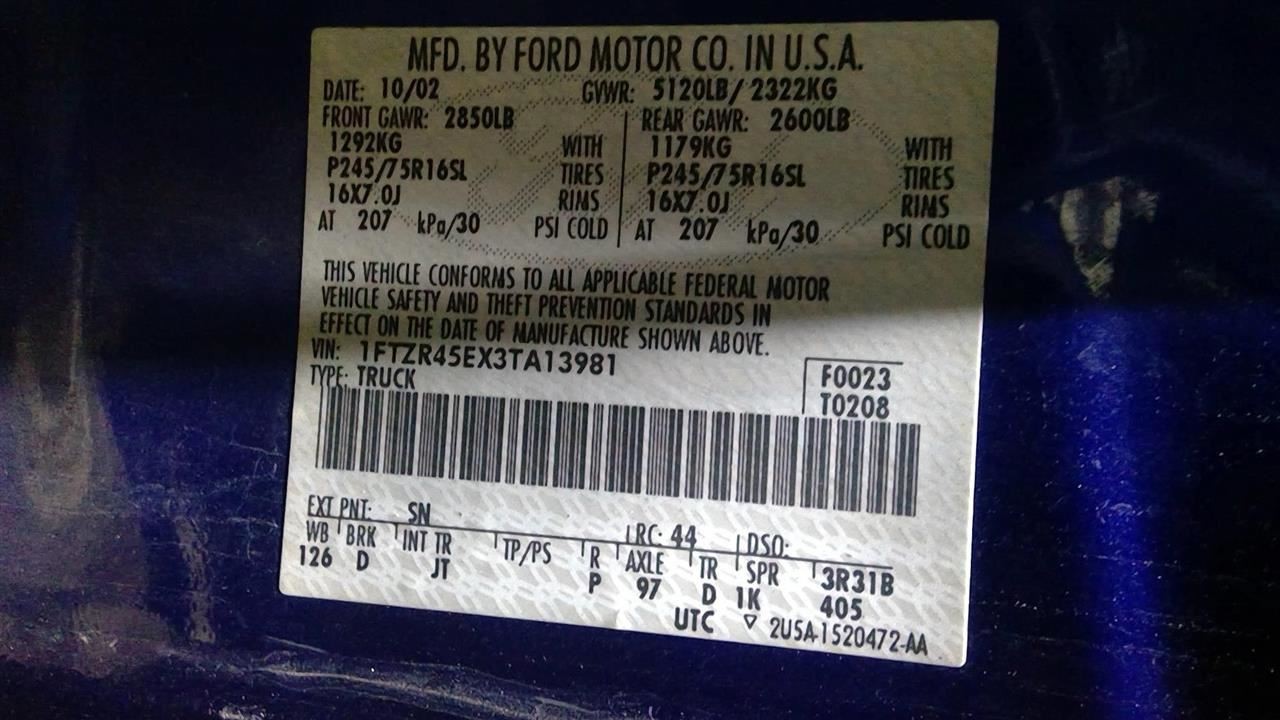 MFD. BY FORD MOTOR CO. IN U.S.A.
DATE: 10/02 GVWR: 5120LB/ 2322KG
FRONT GAWR: 2850LB REAR GAWR: 2600LB
1292KG WITH 1179KG WITH
P245/75R16SL TIRES P245/75R16SL TIRES
16X7.0J RIMS 16X7.0J RIMS
AT 207 kPa/30 PSI COLD AT 207 kPa/30 PSI COLD
THIS VEHICLE CONFORMS TO ALL APPLICABLE FEDERAL MOTOR
VEHICLE SAFETY AND THEFT PREVENTION STANDARDS IN
EFFECT ON THE DATE OF MANUFACTURE SHOWN ABOVE.
VIN: 1FTZR45EX3TA13981
TYPE: TRUCK
F0023
T0208
EXT PNT: SN RC: 44 DSO:
WB BRK INT TR TP/PS R AXLE TR SPR 3R31B
126 D JT P 97 D 1K 405
UTC ▽ 2U5A-1520472-AA